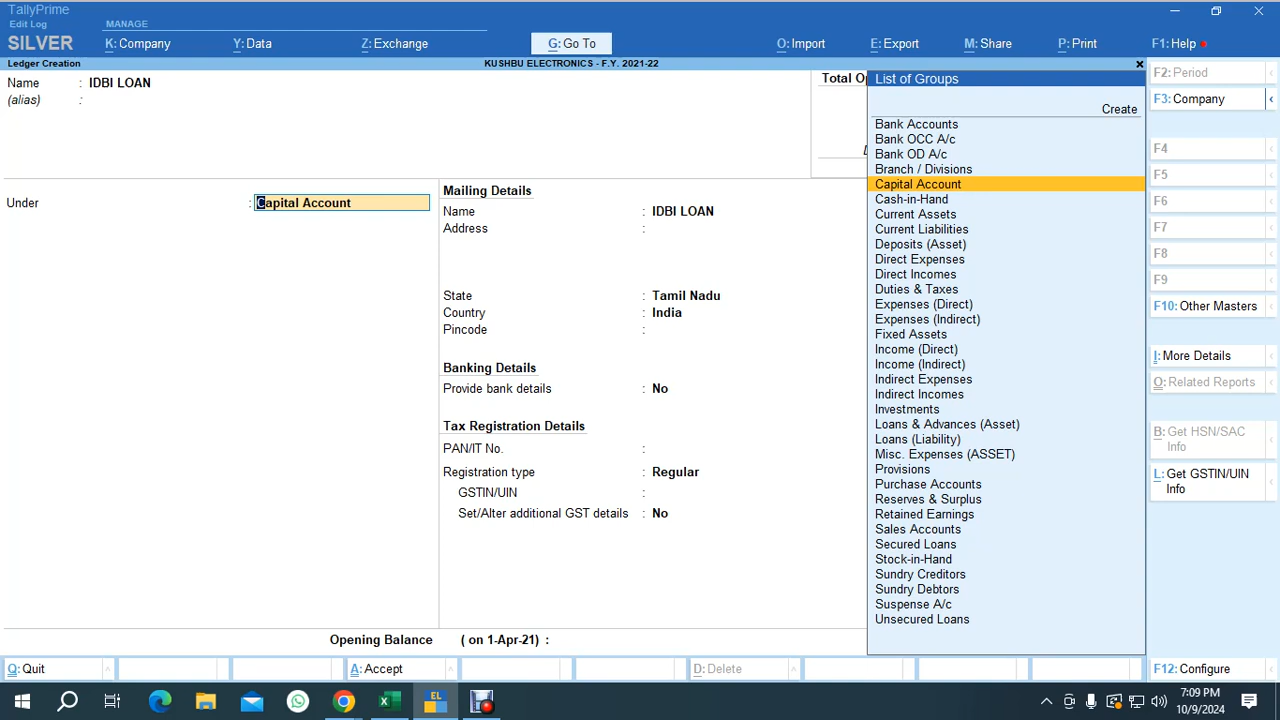 TallyPrime
Edit Log
SILVER
MANAGE
K: Company
Y: Data
Z: Exchange
G: Go To
O: Import
E: Export
M: Share
P: Print
F1: Help
Ledger Creation
KUSHBU ELECTRONICS - F.Y. 2021-22
Name : IDBI LOAN
(alias) :
Total Op
Under : Capital Account
Mailing Details
Name : IDBI LOAN
Address :
State : Tamil Nadu
Country : India
Pincode :
Banking Details
Provide bank details : No
Tax Registration Details
PAN/IT No. :
Registration type : Regular
GSTIN/UIN :
Set/Alter additional GST details : No
Opening Balance ( on 1-Apr-21) :
List of Groups
Create
Bank Accounts
Bank OCC A/c
Bank OD A/c
Branch / Divisions
Capital Account
Cash-in-Hand
Current Assets
Current Liabilities
Deposits (Asset)
Direct Expenses
Direct Incomes
Duties & Taxes
Expenses (Direct)
Expenses (Indirect)
Fixed Assets
Income (Direct)
Income (Indirect)
Indirect Expenses
Indirect Incomes
Investments
Loans & Advances (Asset)
Loans (Liability)
Misc. Expenses (ASSET)
Provisions
Purchase Accounts
Reserves & Surplus
Retained Earnings
Sales Accounts
Secured Loans
Stock-in-Hand
Sundry Creditors
Sundry Debtors
Suspense A/c
Unsecured Loans
F2: Period
F3: Company
F4
F5
F6
F7
F8
F9
F10: Other Masters
I: More Details
O: Related Reports
B: Get HSN/SAC
Info
L: Get GSTIN/UIN
Info
F12: Configure
Q: Quit
A: Accept
D: Delete
EL
7:09 PM
10/9/2024